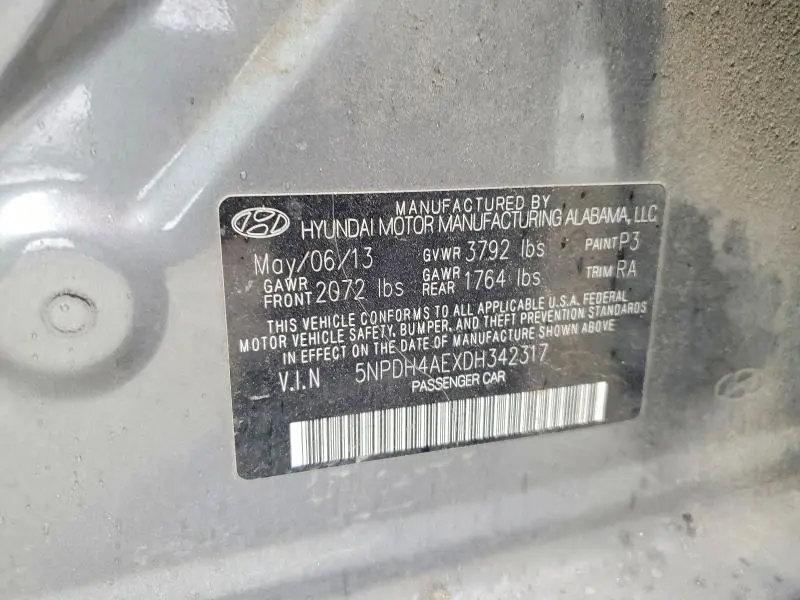 MANUFACTURED BY
HYUNDAI MOTOR MANUFACTURING ALABAMA, LLC
May/06/13 GVWR 3792 lbs PAINT P3
GAWR FRONT 2072 lbs GAWR REAR 1764 lbs TRIM RA
THIS VEHICLE CONFORMS TO ALL APPLICABLE U.S.A. FEDERAL
MOTOR VEHICLE SAFETY, BUMPER, AND THEFT PREVENTION STANDARDS
IN EFFECT ON THE DATE OF MANUFACTURE SHOWN ABOVE
V.I.N 5NPDH4AEXDH342317
PASSENGER CAR